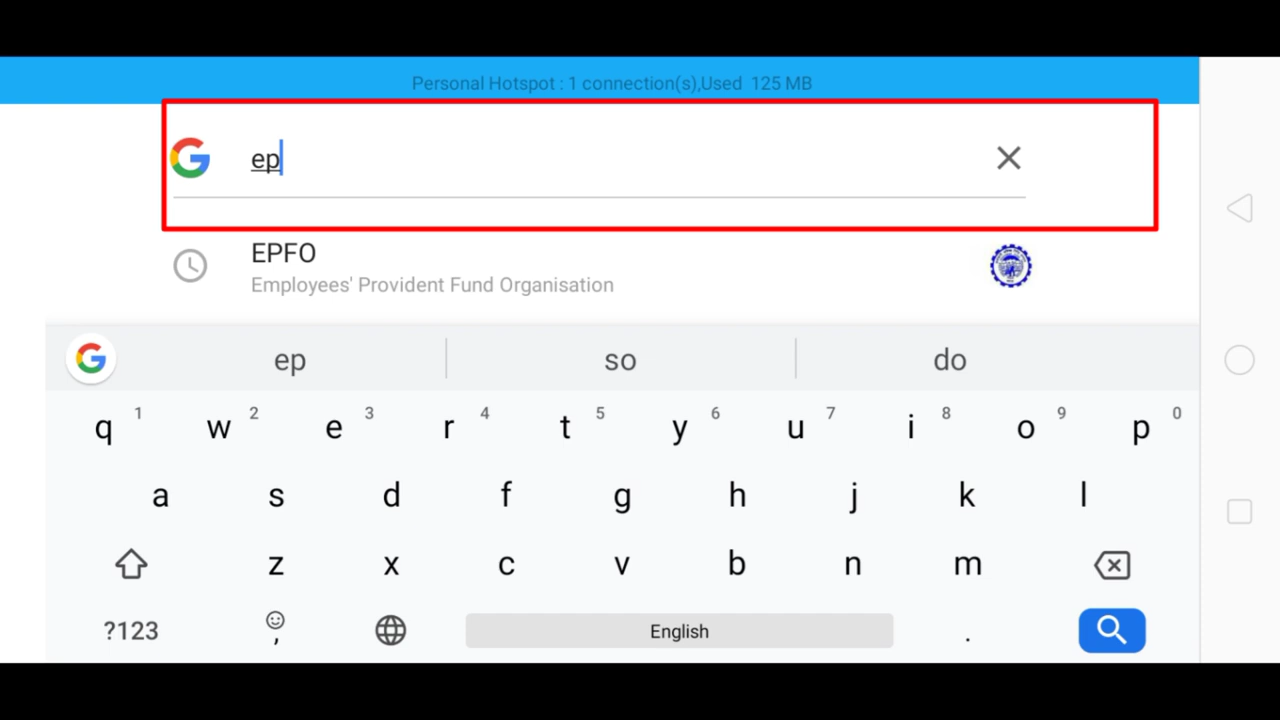 Personal Hotspot : 1 connection(s),Used 125 MB
ep
EPFO
Employees' Provident Fund Organisation
ep so do
q 1 w 2 e 3 r 4 t 5 y 6 u 7 i 8 o 9 p 0
a s d f g h j k l
z x c v b n m
?123 , English .